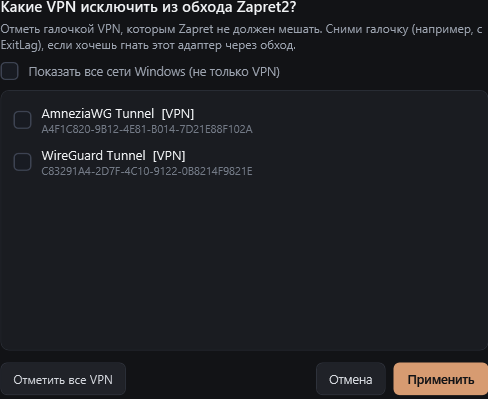 Какие VPN исключить из обхода Zapret2?
Отметь галочкой VPN, которым Zapret не должен мешать. Сними галочку (например, с
ExitLag), если хочешь гнать этот адаптер через обход.
Показать все сети Windows (не только VPN)
AmneziaWG Tunnel [VPN]
A4F1C820-9B12-4E81-B014-7D21E88F102A
WireGuard Tunnel [VPN]
C83291A4-2D7F-4C10-9122-0B8214F9821E
Отметить все VPN
Отмена
Применить